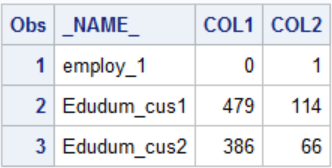 Obs _NAME_ COL1 COL2
1 employ_1 0 1
2 Edudum_cus1 479 114
3 Edudum_cus2 386 66